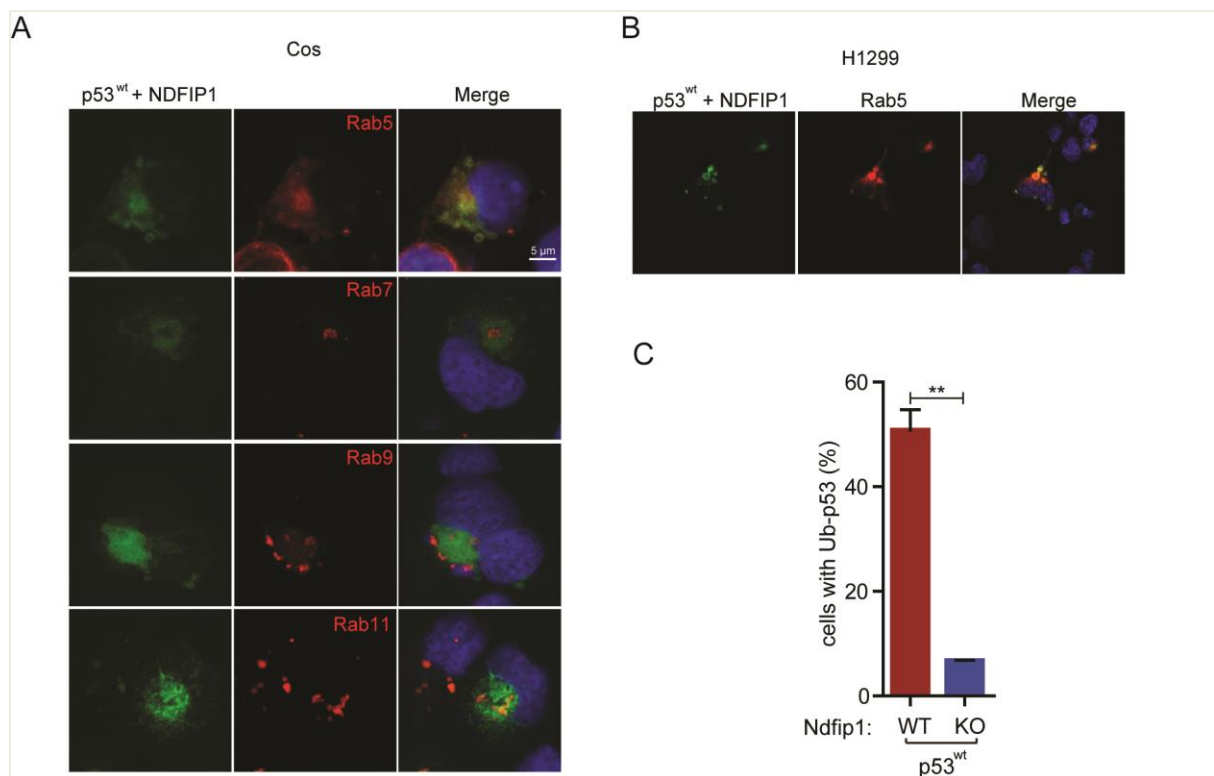 A
Cos
p53wt + NDFIP1 Merge
Rab5
5 µm
Rab7
Rab9
Rab11
B
H1299
p53wt + NDFIP1 Rab5 Merge
C
60
**
40
20
0
cells with Ub-p53 (%)
Ndfip1: WT KO
p53wt